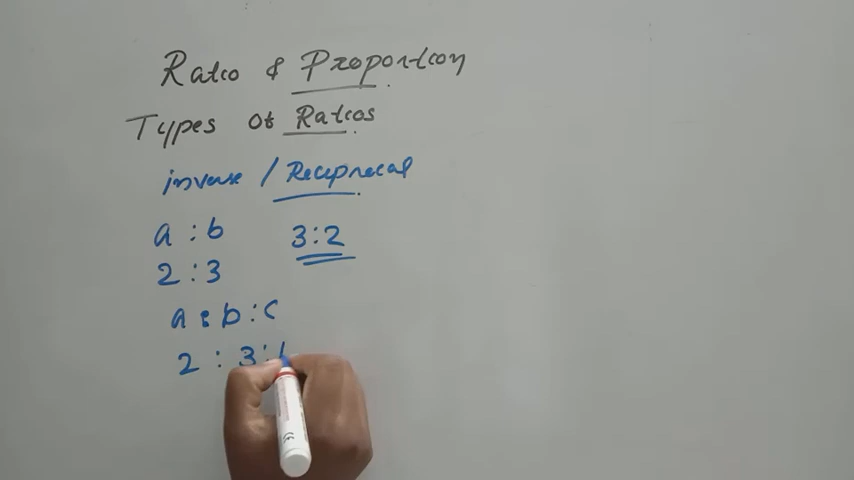 Ratio & Proportion
Types of Ratios
inverse / Reciprocal
a : b 3:2
2 : 3
a : b : c
2 : 3 :